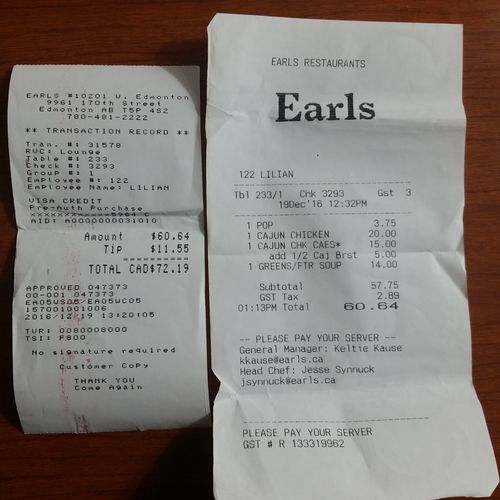 EARLS #10201 W. Edmonton
9961 170th Street
Edmonton AB T5P 4S2
780-481-2222
** TRANSACTION RECORD **
Tran. #: 31578
RVC: Lounge
Table #: 233
Check #: 3293
Group #: 1
Employee #: 122
Employee Name: LILIAN
VISA CREDIT
Pre-Auth Purchase
XXXXXXXXXXXX5964 C
AID: A0000000031010
Amount $60.64
Tip $11.55
==========
TOTAL CAD$72.19
APPROVED 047373
00-001 047373
EA05WC05/EA05WC05
157001001006
2016/12/19 13:20:05
TVR: 0080008000
TSI: F800
No signature required
Customer Copy
THANK YOU
Come Again
EARLS RESTAURANTS
Earls
122 LILIAN
Tbl 233/1 Chk 3293 Gst 3
19Dec'16 12:32PM
1 POP 3.75
1 CAJUN CHICKEN 20.00
1 CAJUN CHK CAES* 15.00
add 1/2 Caj Brst 5.00
1 GREENS/FTR SOUP 14.00
Subtotal 57.75
GST Tax 2.89
01:13PM Total 60.64
-- PLEASE PAY YOUR SERVER --
General Manager: Keltie Kause
kkause@earls.ca
Head Chef: Jesse Synnuck
jsynnuck@earls.ca
PLEASE PAY YOUR SERVER
GST # R 133319962